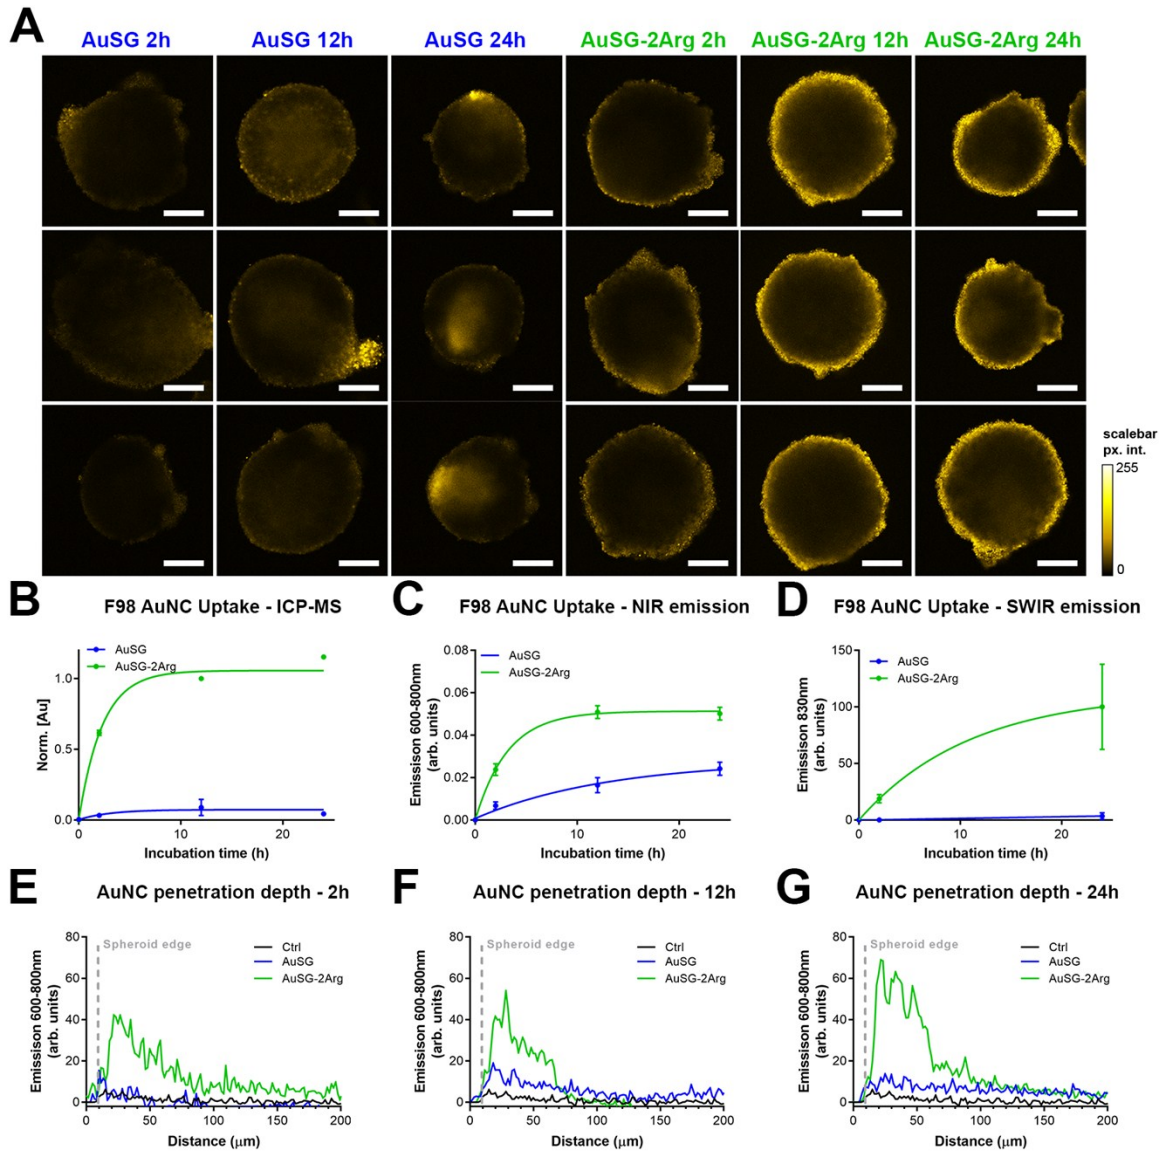 A
AuSG 2h AuSG 12h AuSG 24h AuSG-2Arg 2h AuSG-2Arg 12h AuSG-2Arg 24h
scalebar
px. int.
255
0
B F98 AuNC Uptake - ICP-MS
AuSG
AuSG-2Arg
1.0
0.5
0.0
Norm. [Au]
0 10 20
Incubation time (h)
C F98 AuNC Uptake - NIR emission
AuSG
AuSG-2Arg
0.08
0.06
0.04
0.02
0.00
Emissison 600-800nm
(arb. units)
0 10 20
Incubation time (h)
D F98 AuNC Uptake - SWIR emission
AuSG
AuSG-2Arg
150
100
50
0
Emissison 830nm
(arb. units)
0 10 20
Incubation time (h)
E AuNC penetration depth - 2h
Spheroid edge
Ctrl
AuSG
AuSG-2Arg
80
60
40
20
0
Emissison 600-800nm
(arb. units)
0 50 100 150 200
Distance (μm)
F AuNC penetration depth - 12h
Spheroid edge
Ctrl
AuSG
AuSG-2Arg
80
60
40
20
0
Emissison 600-800nm
(arb. units)
0 50 100 150 200
Distance (μm)
G AuNC penetration depth - 24h
Spheroid edge
Ctrl
AuSG
AuSG-2Arg
80
60
40
20
0
Emissison 600-800nm
(arb. units)
0 50 100 150 200
Distance (μm)